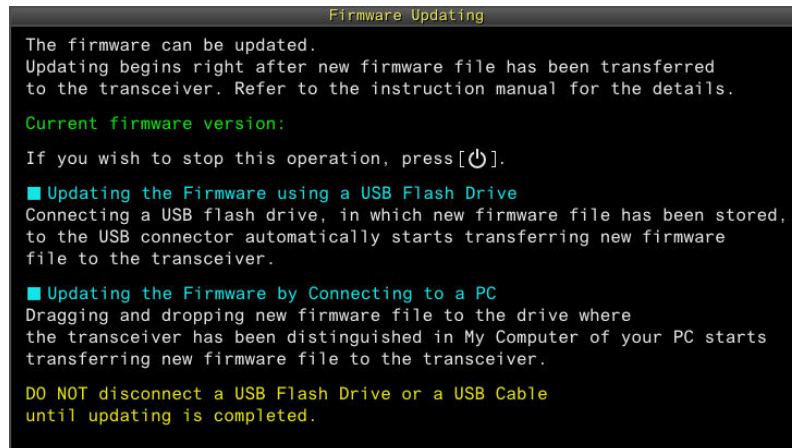 Firmware Updating
The firmware can be updated.
Updating begins right after new firmware file has been transferred
to the transceiver. Refer to the instruction manual for the details.
Current firmware version:
If you wish to stop this operation, press[⏻].
■ Updating the Firmware using a USB Flash Drive
Connecting a USB flash drive, in which new firmware file has been stored,
to the USB connector automatically starts transferring new firmware
file to the transceiver.
■ Updating the Firmware by Connecting to a PC
Dragging and dropping new firmware file to the drive where
the transceiver has been distinguished in My Computer of your PC starts
transferring new firmware file to the transceiver.
DO NOT disconnect a USB Flash Drive or a USB Cable
until updating is completed.